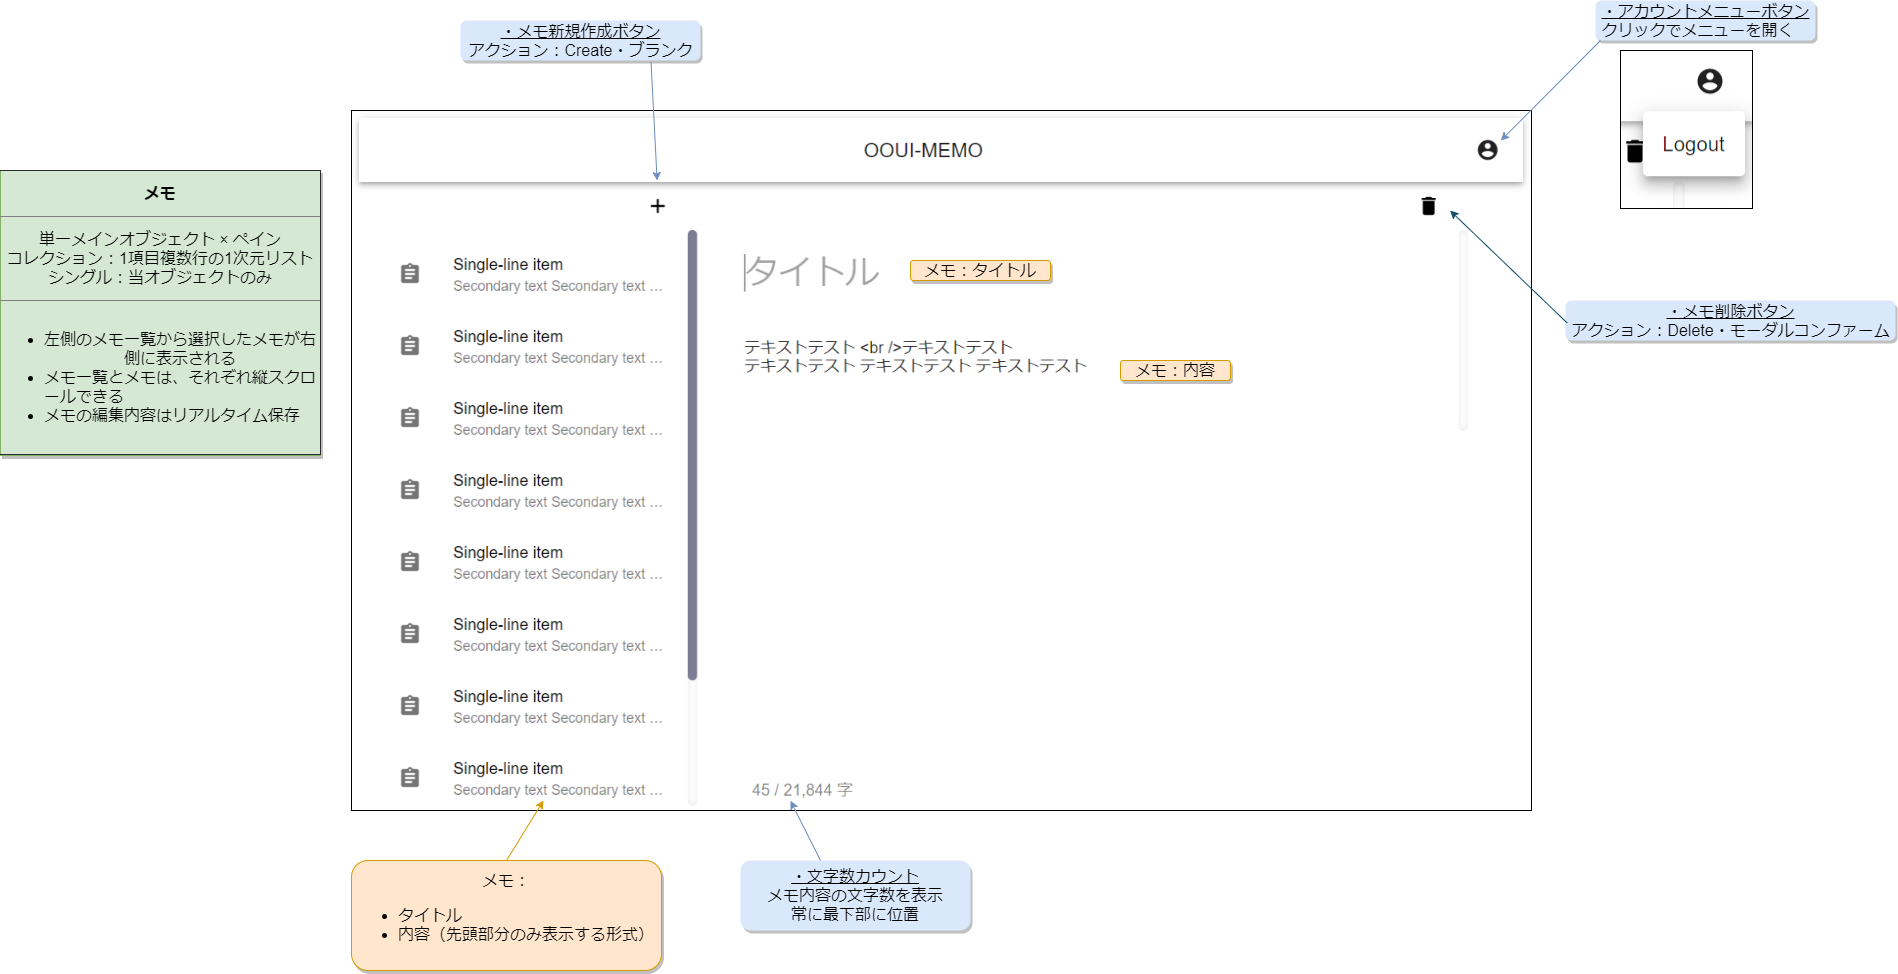 ・メモ新規作成ボタン
アクション：Create・ブランク
・アカウントメニューボタン
クリックでメニューを開く
Logout
メモ
単一メインオブジェクト × ペイン
コレクション：1項目複数行の1次元リスト
シングル：当オブジェクトのみ
左側のメモ一覧から選択したメモが右
側に表示される
メモ一覧とメモは、それぞれ縦スクロ
ールできる
メモの編集内容はリアルタイム保存
OOUI-MEMO
Single-line item
Secondary text Secondary text ...
Single-line item
Secondary text Secondary text ...
Single-line item
Secondary text Secondary text ...
Single-line item
Secondary text Secondary text ...
Single-line item
Secondary text Secondary text ...
Single-line item
Secondary text Secondary text ...
Single-line item
Secondary text Secondary text ...
Single-line item
Secondary text Secondary text ...
タイトル
メモ：タイトル
テキストテスト <br />テキストテスト
テキストテスト テキストテスト テキストテスト
メモ：内容
45 / 21,844 字
・メモ削除ボタン
アクション：Delete・モーダルコンファーム
メモ：
タイトル
内容（先頭部分のみ表示する形式）
・文字数カウント
メモ内容の文字数を表示
常に最下部に位置